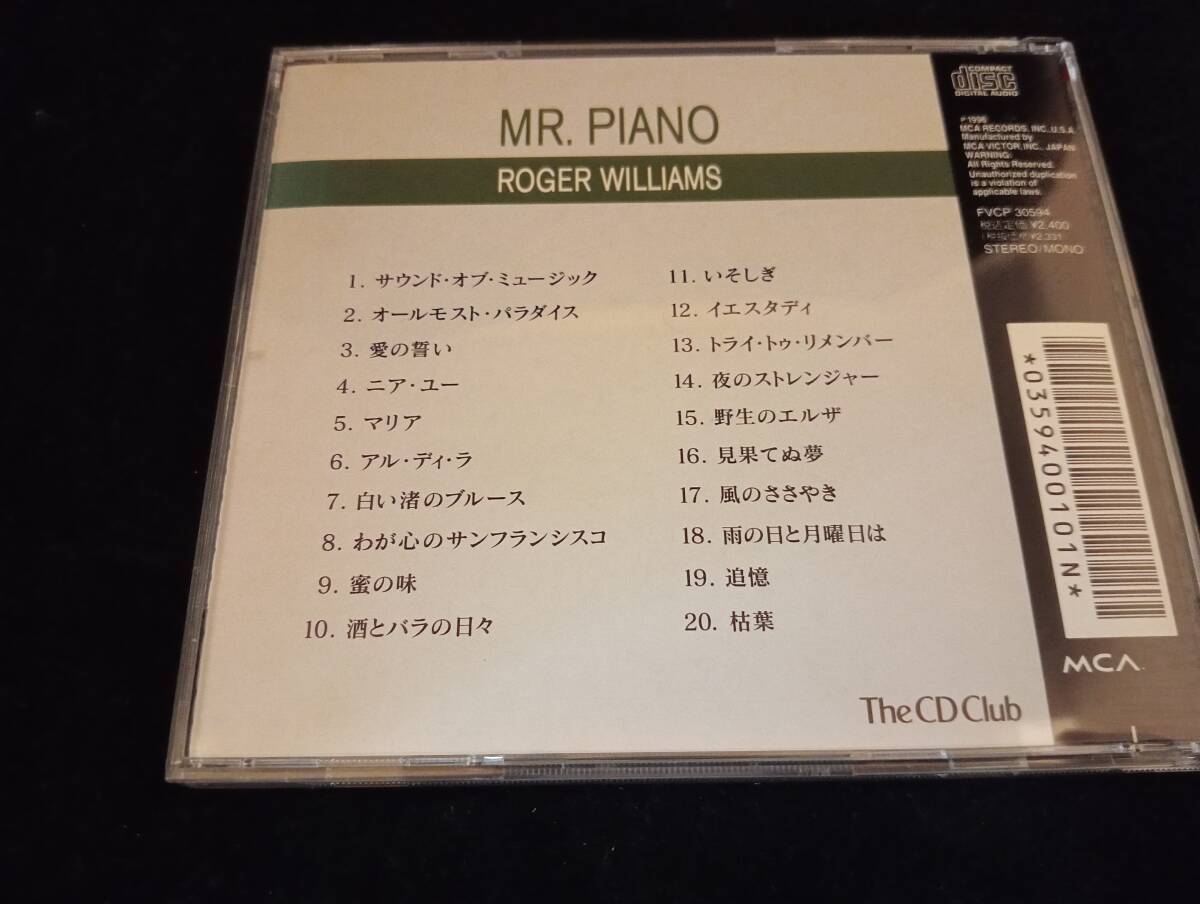 MR. PIANO
ROGER WILLIAMS
1. サウンド・オブ・ミュージック
2. オールモスト・パラダイス
3. 愛の誓い
4. ニア・ユー
5. マリア
6. アル・ディ・ラ
7. 白い渚のブルース
8. わが心のサンフランシスコ
9. 蜜の味
10. 酒とバラの日々
11. いそしぎ
12. イエスタディ
13. トライ・トゥ・リメンバー
14. 夜のストレンジャー
15. 野生のエルザ
16. 見果てぬ夢
17. 風のささやき
18. 雨の日と月曜日は
19. 追憶
20. 枯葉
The CD Club
COMPACT
disc
DIGITAL AUDIO
℗1996
MCA RECORDS, INC., U.S.A.
Manufactured by
MCA VICTOR, INC., JAPAN
WARNING:
All Rights Reserved.
Unauthorized duplication
is a violation of
applicable laws.
FVCP 30594
税込定価 ¥2,400
STEREO/MONO
*0359400101N*
MCA